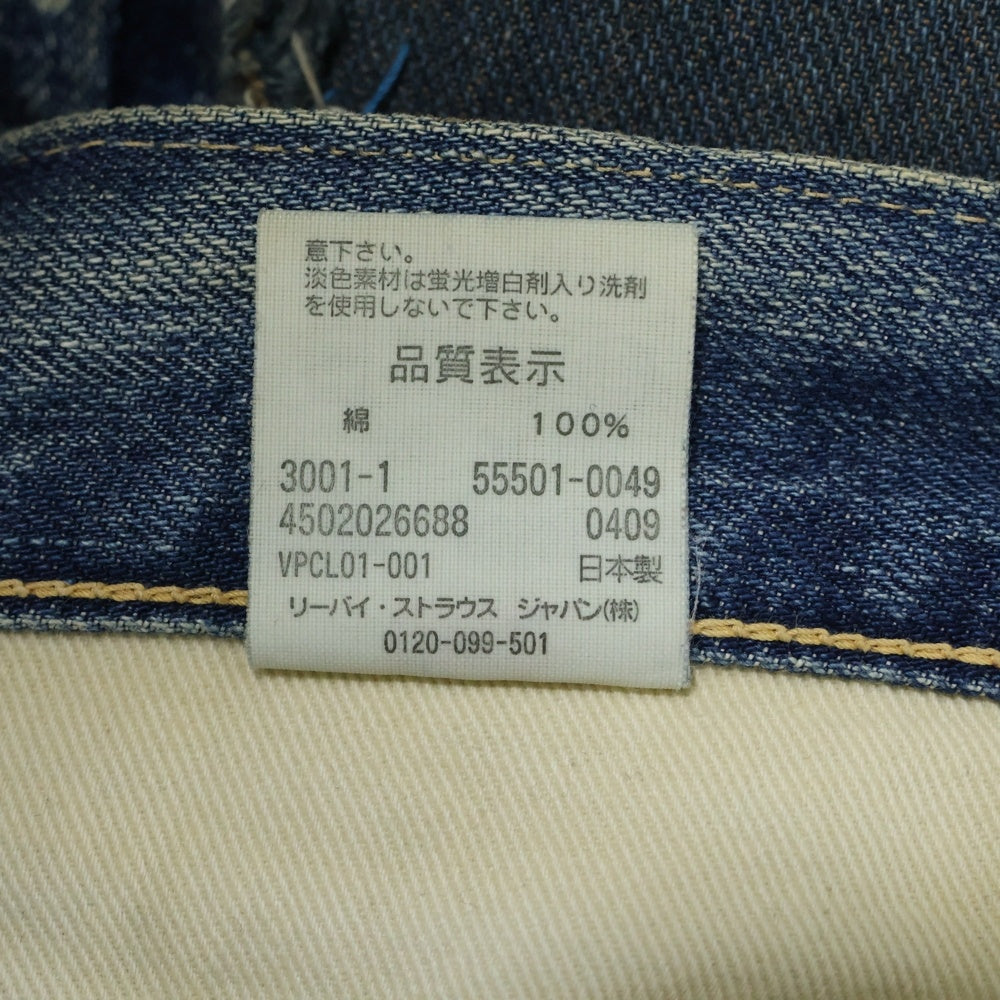 意下さい。
淡色素材は蛍光増白剤入り洗剤
を使用しないで下さい。
品質表示
綿 100%
3001-1 55501-0049
4502026688 0409
VPCL01-001 日本製
リーバイ・ストラウス ジャパン(株)
0120-099-501